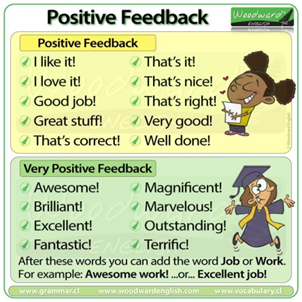 Positive Feedback
Woodward
ENGLISH
Positive Feedback
I like it!
I love it!
Good job!
Great stuff!
That's correct!
That's it!
That's nice!
That's right!
Very good!
Well done!
Very Positive Feedback
Awesome!
Brilliant!
Excellent!
Fantastic!
Magnificent!
Marvelous!
Outstanding!
Terrific!
After these words you can add the word Job or Work.
For example: Awesome work! ...or... Excellent job!
www.grammar.cl
www.woodwardenglish.com
www.vocabulary.cl